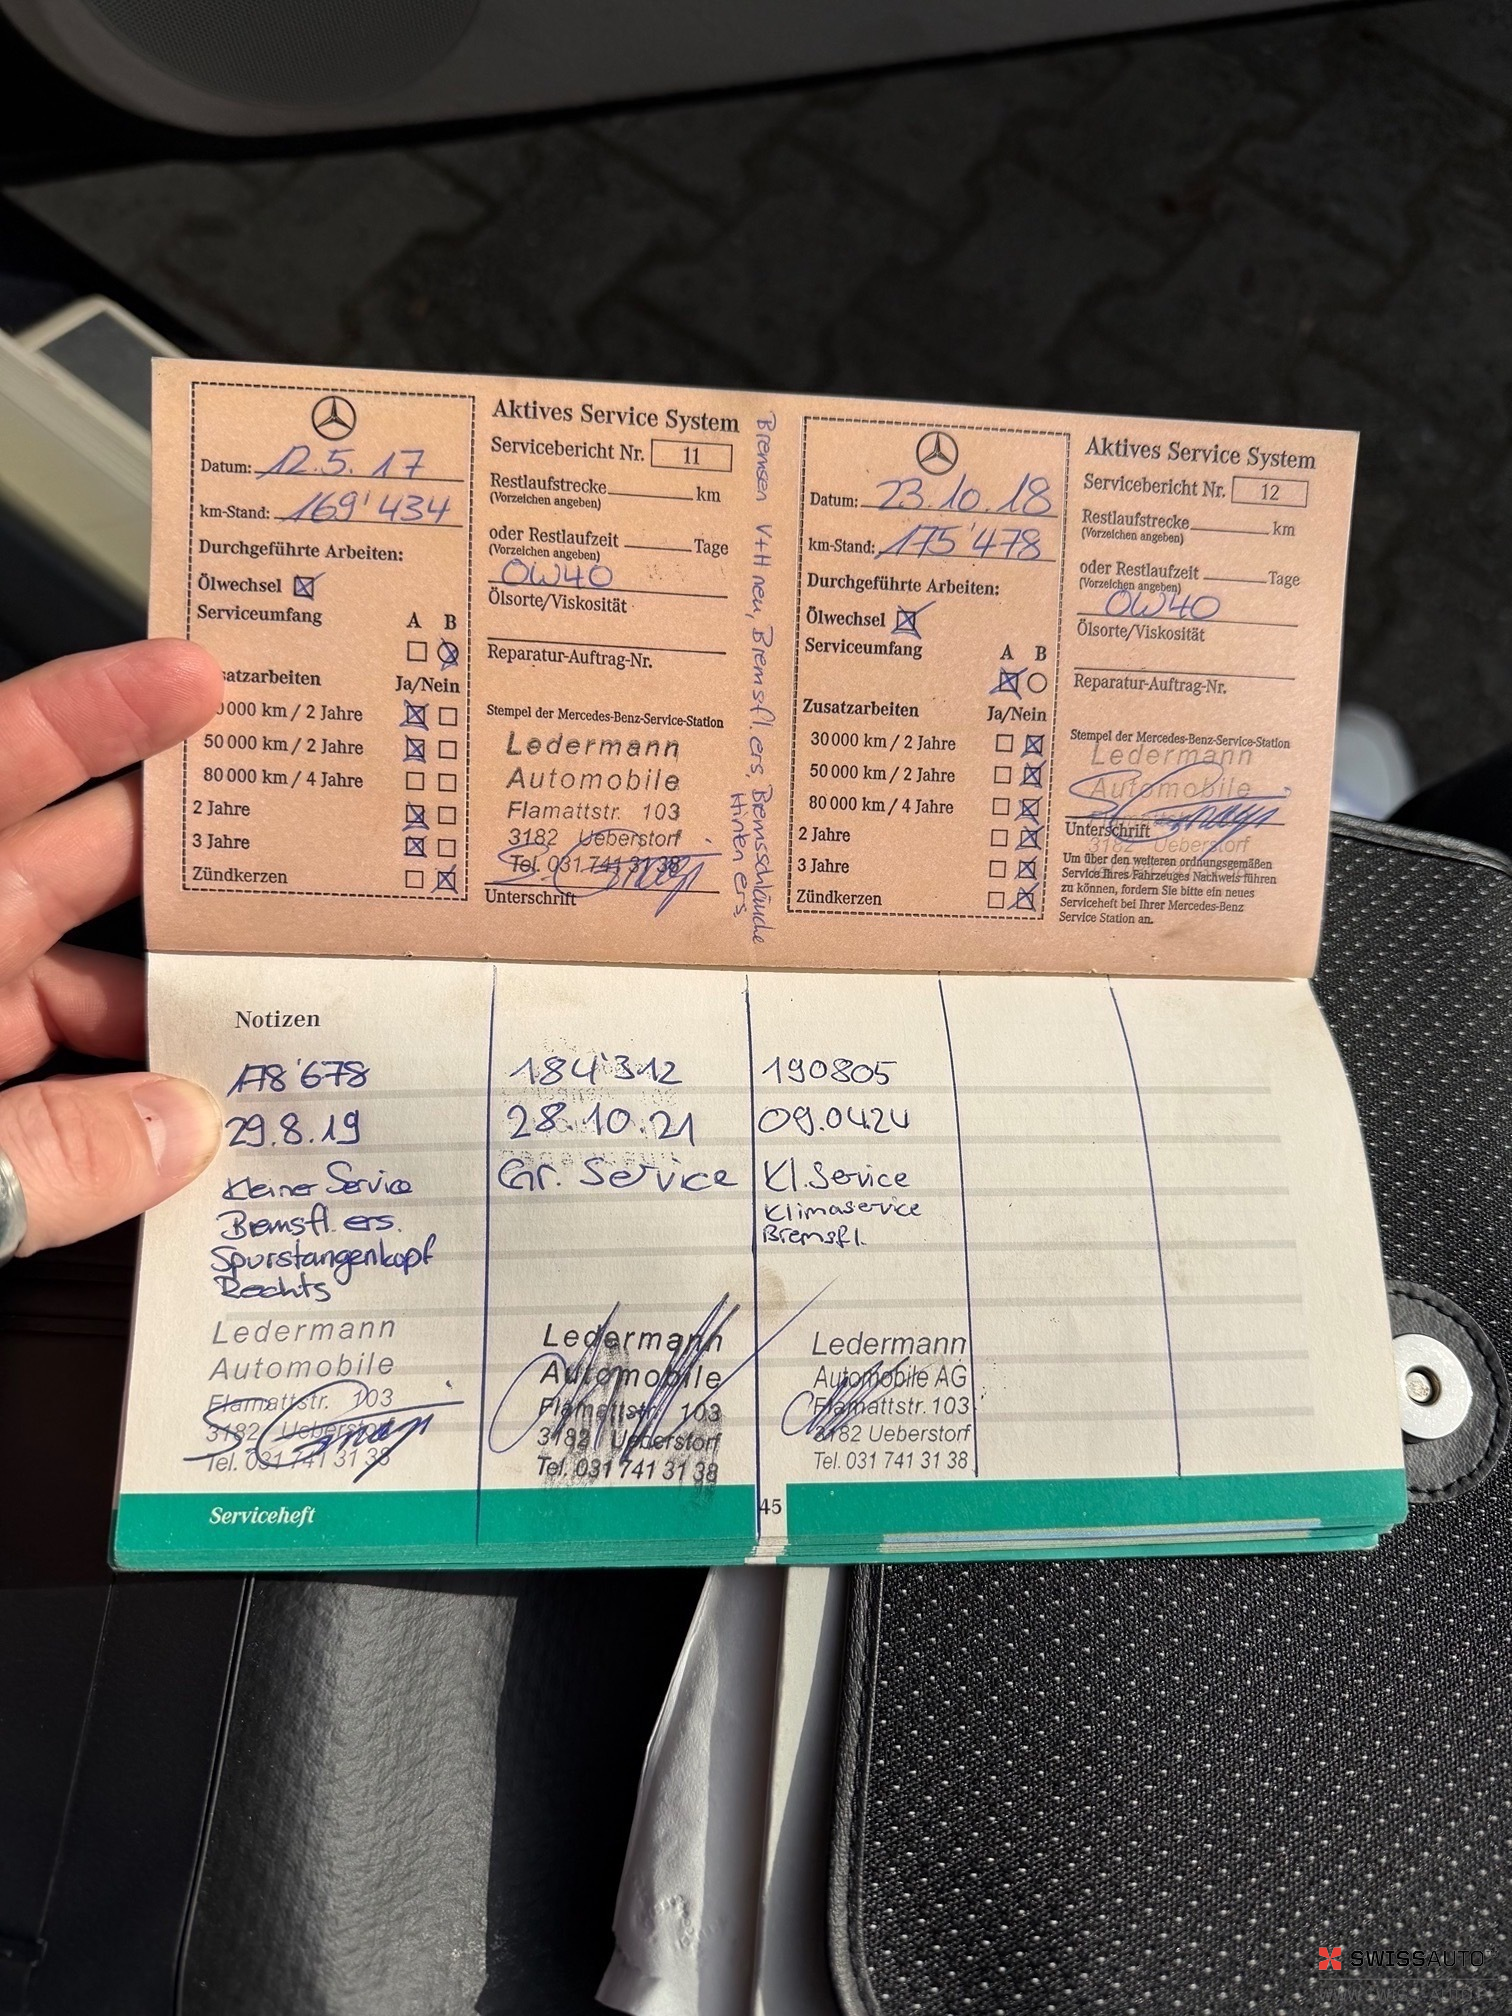 Datum: 12.5.17
km-Stand: 169'434
Durchgeführte Arbeiten:
Ölwechsel
Serviceumfang
A B
satzarbeiten Ja/Nein
0000 km / 2 Jahre
50 000 km / 2 Jahre
80 000 km / 4 Jahre
2 Jahre
3 Jahre
Zündkerzen
Aktives Service System
Servicebericht Nr. 11
Restlaufstrecke km
(Vorzeichen angeben)
oder Restlaufzeit Tage
(Vorzeichen angeben)
0W40
Ölsorte/Viskosität
Reparatur-Auftrag-Nr.
Stempel der Mercedes-Benz-Service-Station
Ledermann
Automobile
Flamattstr. 103
3182 Ueberstorf
Tel. 031 741 31 38
Unterschrift
Bremsen V+H neu, Bremsfl. ers. Bremsschläuche
Hinten ers.
Datum: 23.10.18
km-Stand: 175'478
Durchgeführte Arbeiten:
Ölwechsel
Serviceumfang
A B
Zusatzarbeiten Ja/Nein
30 000 km / 2 Jahre
50 000 km / 2 Jahre
80 000 km / 4 Jahre
2 Jahre
3 Jahre
Zündkerzen
Aktives Service System
Servicebericht Nr. 12
Restlaufstrecke km
(Vorzeichen angeben)
oder Restlaufzeit Tage
(Vorzeichen angeben)
0W40
Ölsorte/Viskosität
Reparatur-Auftrag-Nr.
Stempel der Mercedes-Benz-Service-Station
Ledermann
Automobile
Unterschrift
3182 Ueberstorf
Um über den weiteren ordnungsgemäßen
Service Ihres Fahrzeuges Nachweis führen
zu können, fordern Sie bitte ein neues
Serviceheft bei Ihrer Mercedes-Benz
Service Station an.
Notizen
178'678
29.8.19
Kleiner Service
Bremsfl. ers.
Spurstangenkopf
Rechts
Ledermann
Automobile
Flamattstr. 103
3182 Ueberstorf
Tel. 031 741 31 38
184'312
28.10.21
Gr. Service
Ledermann
Automobile
Flamattstr. 103
3182 Ueberstorf
Tel. 031 741 31 38
190805
09.04.24
Kl. Service
Klimaservice
Bremsfl.
Ledermann
Automobile AG
Flamattstr. 103
3182 Ueberstorf
Tel. 031 741 31 38
Serviceheft
45
SWISSAUTO